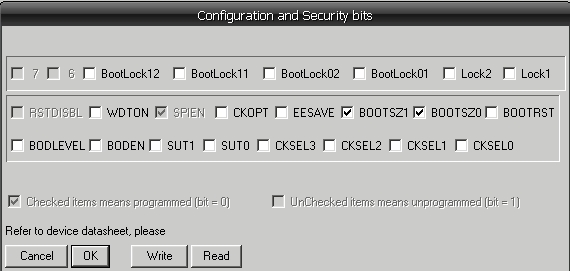 Configuration and Security bits
7 6 BootLock12 BootLock11 BootLock02 BootLock01 Lock2 Lock1
RSTDISBL WDTON SPIEN CKOPT EESAVE BOOTSZ1 BOOTSZ0 BOOTRST
BODLEVEL BODEN SUT1 SUT0 CKSEL3 CKSEL2 CKSEL1 CKSEL0
Checked items means programmed (bit = 0) UnChecked items means unprogrammed (bit = 1)
Refer to device datasheet, please
Cancel OK Write Read